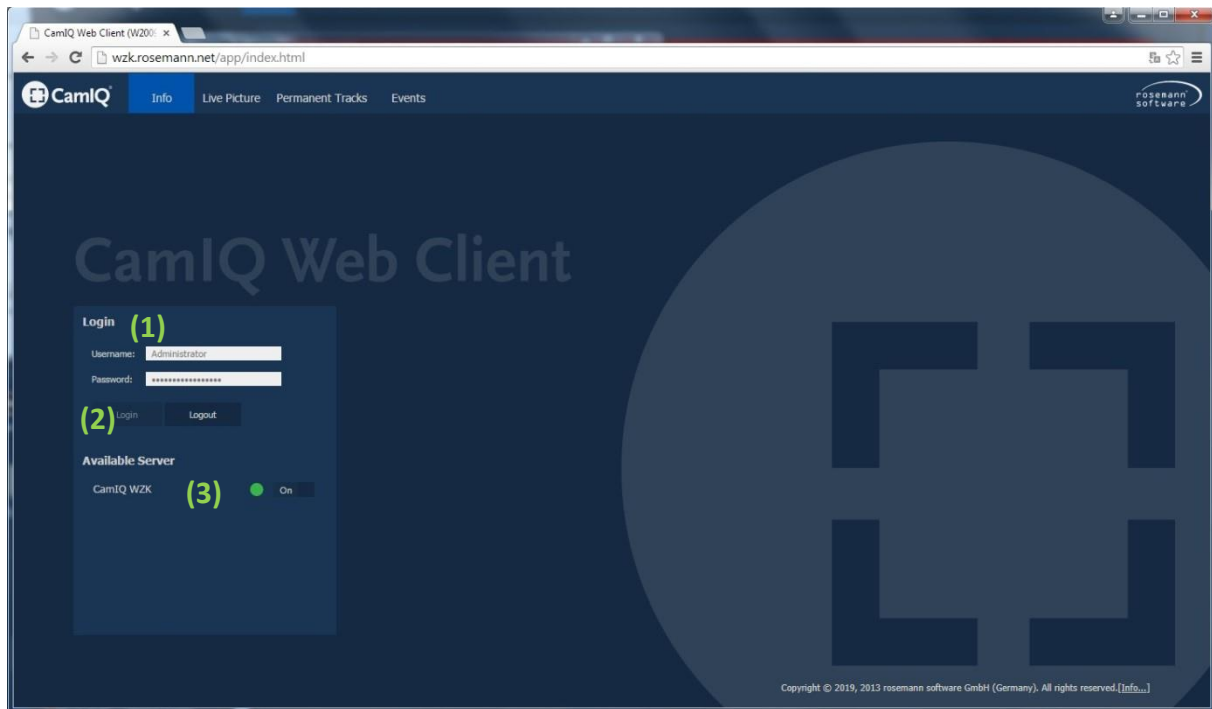 CamIQ Web Client (W200
wzk.rosemann.net/app/index.html
CamIQ Info Live Picture Permanent Tracks Events rosemann software
CamIQ Web Client
Login (1)
Username: Administrator
Password: •••••••••••••••••
(2) Login Logout
Available Server
CamIQ WZK (3) On
Copyright © 2019, 2013 rosemann software GmbH (Germany). All rights reserved.[Info...]